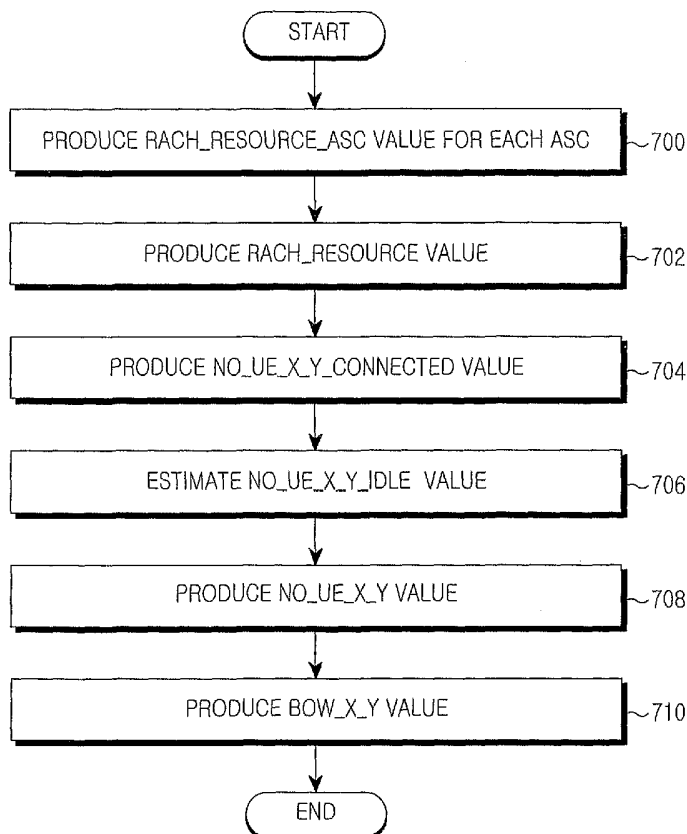 START
PRODUCE RACH_RESOURCE_ASC VALUE FOR EACH ASC
~700
PRODUCE RACH_RESOURCE VALUE
~702
PRODUCE NO_UE_X_Y_CONNECTED VALUE
~704
ESTIMATE NO_UE_X_Y_IDLE VALUE
~706
PRODUCE NO_UE_X_Y VALUE
~708
PRODUCE BOW_X_Y VALUE
~710
END